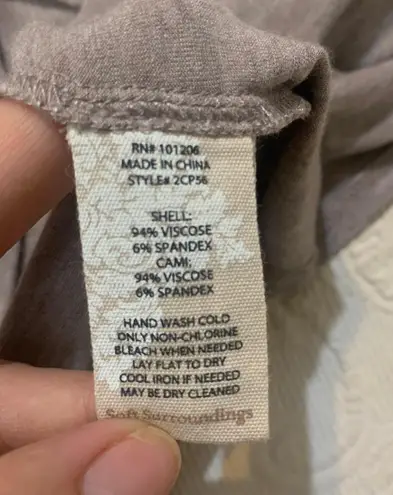 RN# 101206
MADE IN CHINA
STYLE# 2CP56
SHELL:
94% VISCOSE
6% SPANDEX
CAMI:
94% VISCOSE
6% SPANDEX
HAND WASH COLD
ONLY NON-CHLORINE
BLEACH WHEN NEEDED
LAY FLAT TO DRY
COOL IRON IF NEEDED
MAY BE DRY CLEANED
Soft Surroundings